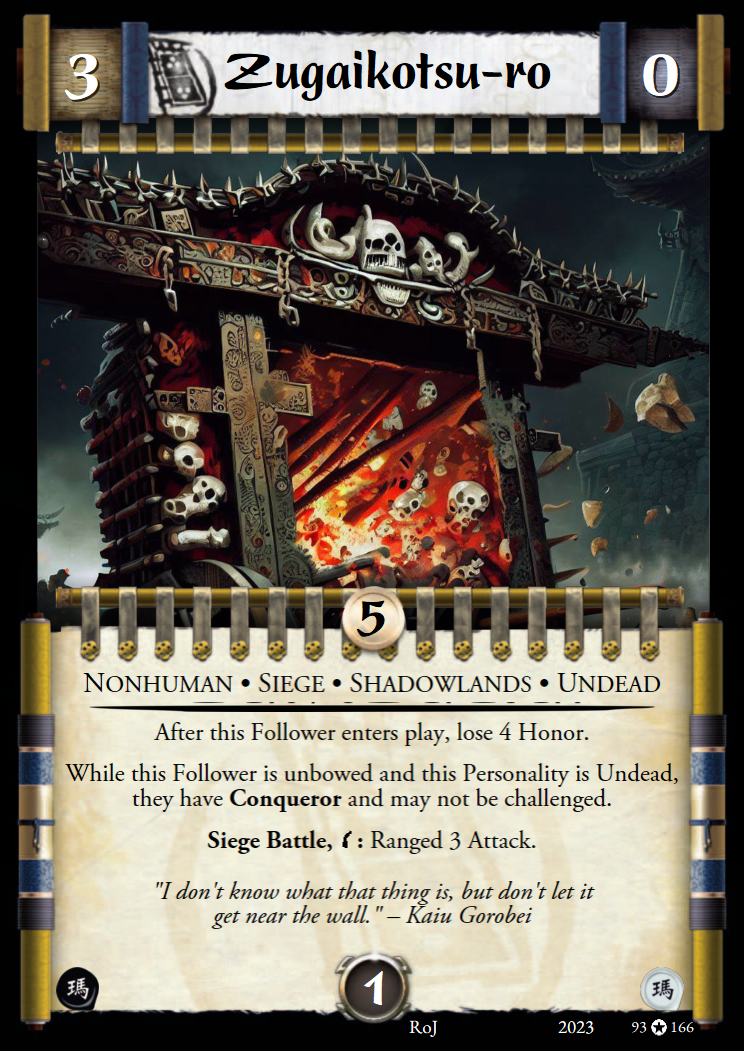 3 Zugaikotsu-ro 0
5
NONHUMAN • SIEGE • SHADOWLANDS • UNDEAD
After this Follower enters play, lose 4 Honor.
While this Follower is unbowed and this Personality is Undead,
they have Conqueror and may not be challenged.
Siege Battle, : Ranged 3 Attack.
"I don't know what that thing is, but don't let it
get near the wall." – Kaiu Gorobei
瑪 1 瑪
RoJ 2023 93 166